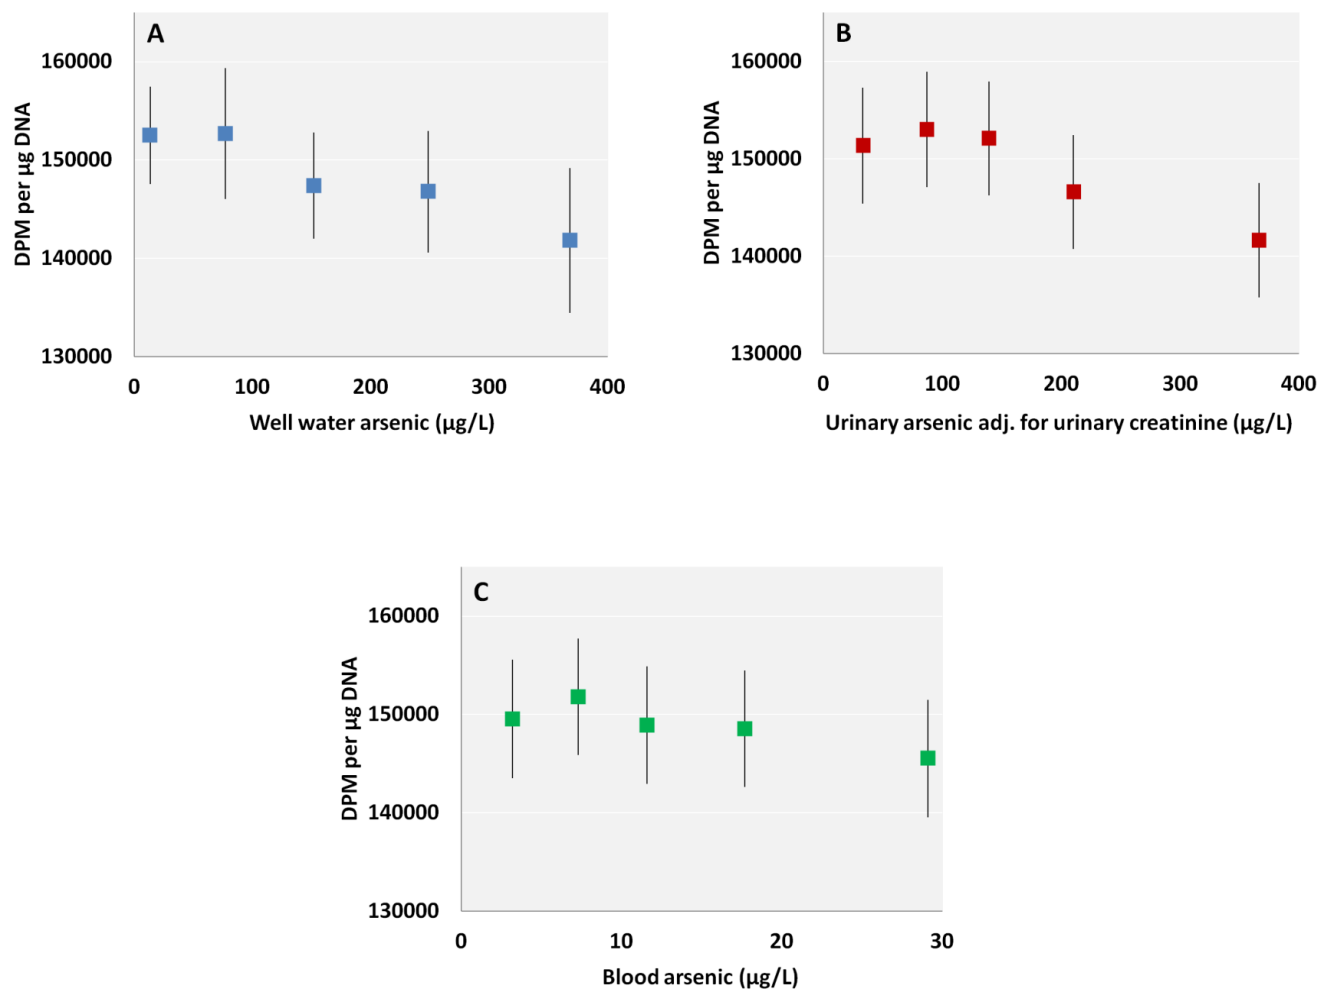 A
160000
150000
140000
130000
DPM per µg DNA
0 100 200 300 400
Well water arsenic (µg/L)
B
160000
150000
140000
130000
DPM per µg DNA
0 100 200 300 400
Urinary arsenic adj. for urinary creatinine (µg/L)
C
160000
150000
140000
130000
DPM per µg DNA
0 10 20 30
Blood arsenic (µg/L)